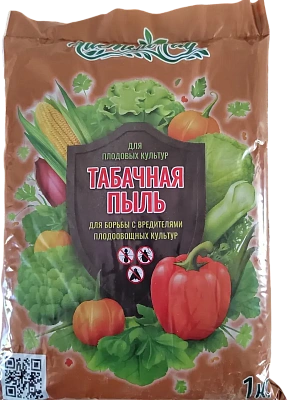 ДЛЯ
ПЛОДОВЫХ КУЛЬТУР
ТАБАЧНАЯ
ПЫЛЬ
ДЛЯ БОРЬБЫ С ВРЕДИТЕЛЯМИ
ПЛОДООВОЩНЫХ КУЛЬТУР